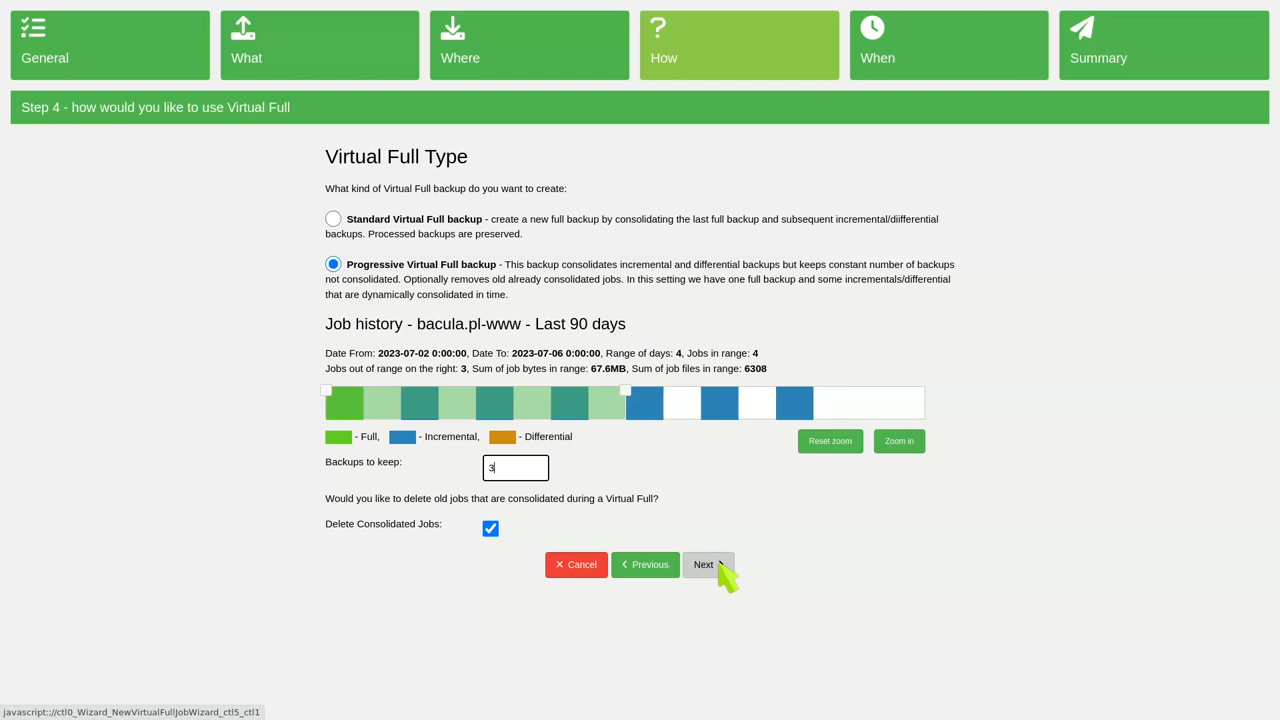 General
What
Where
How
When
Summary
Step 4 - how would you like to use Virtual Full
Virtual Full Type
What kind of Virtual Full backup do you want to create:
Standard Virtual Full backup - create a new full backup by consolidating the last full backup and subsequent incremental/diifferential
backups. Processed backups are preserved.
Progressive Virtual Full backup - This backup consolidates incremental and differential backups but keeps constant number of backups
not consolidated. Optionally removes old already consolidated jobs. In this setting we have one full backup and some incrementals/differential
that are dynamically consolidated in time.
Job history - bacula.pl-www - Last 90 days
Date From: 2023-07-02 0:00:00, Date To: 2023-07-06 0:00:00, Range of days: 4, Jobs in range: 4
Jobs out of range on the right: 3, Sum of job bytes in range: 67.6MB, Sum of job files in range: 6308
- Full, - Incremental, - Differential
Reset zoom
Zoom in
Backups to keep:
3
Would you like to delete old jobs that are consolidated during a Virtual Full?
Delete Consolidated Jobs:
Cancel
Previous
Next
javascript:;//ctl0_Wizard_NewVirtualFullJobWizard_ctl5_ctl1